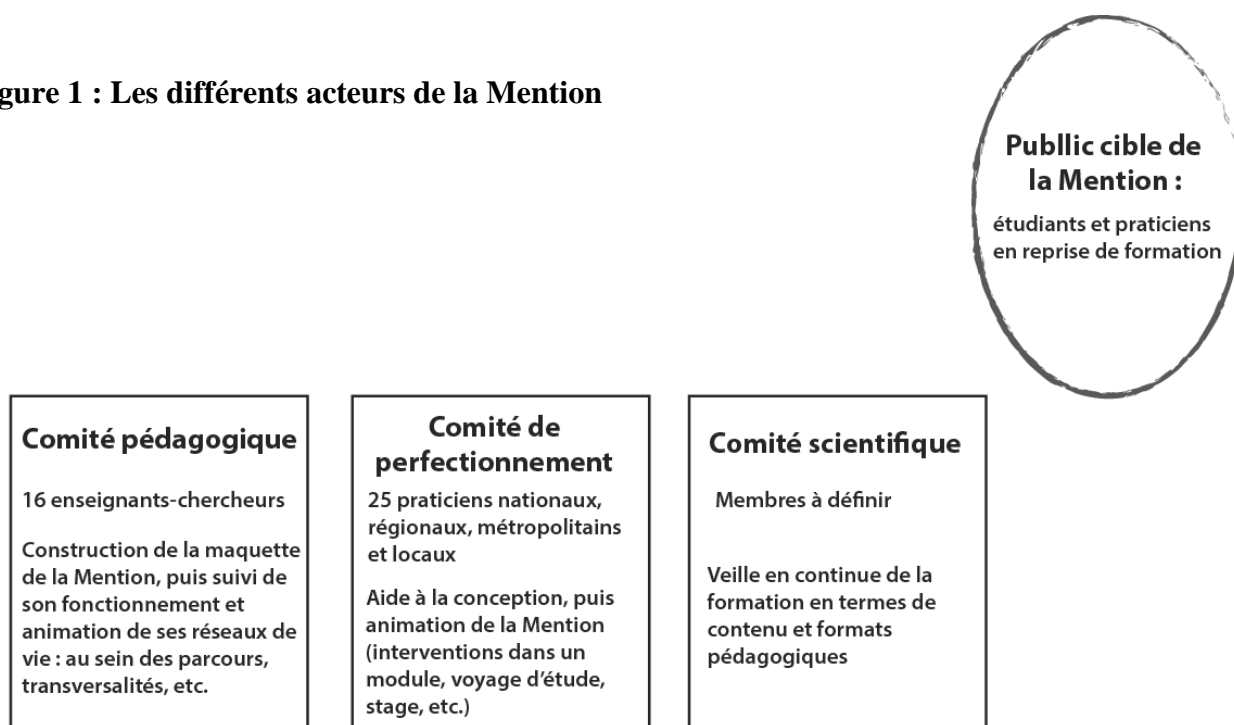 gure 1 : Les différents acteurs de la Mention
Publlic cible de
la Mention :
étudiants et praticiens
en reprise de formation
Comité pédagogique
16 enseignants-chercheurs
Construction de la maquette
de la Mention, puis suivi de
son fonctionnement et
animation de ses réseaux de
vie : au sein des parcours,
transversalités, etc.
Comité de
perfectionnement
25 praticiens nationaux,
régionaux, métropolitains
et locaux
Aide à la conception, puis
animation de la Mention
(interventions dans un
module, voyage d'étude,
stage, etc.)
Comité scientifique
Membres à définir
Veille en continue de la
formation en termes de
contenu et formats
pédagogiques